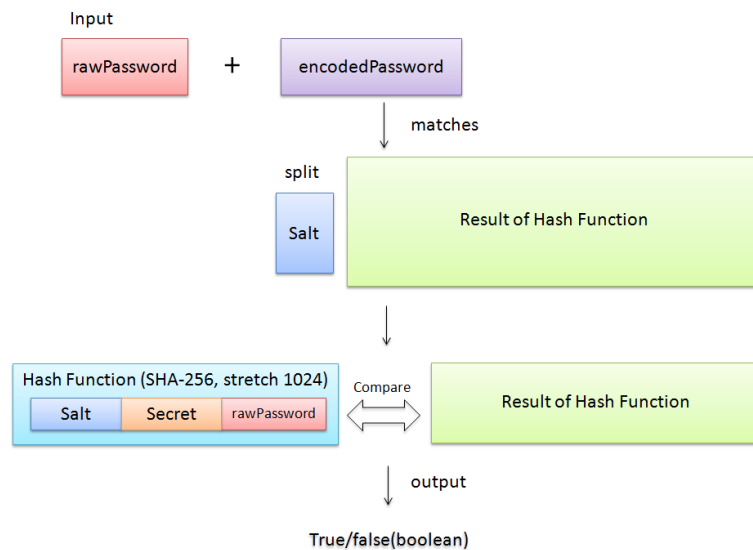 Input
rawPassword + encodedPassword
matches
split
Salt
Result of Hash Function
Hash Function (SHA-256, stretch 1024)
Compare
Salt Secret rawPassword
Result of Hash Function
output
True/false(boolean)